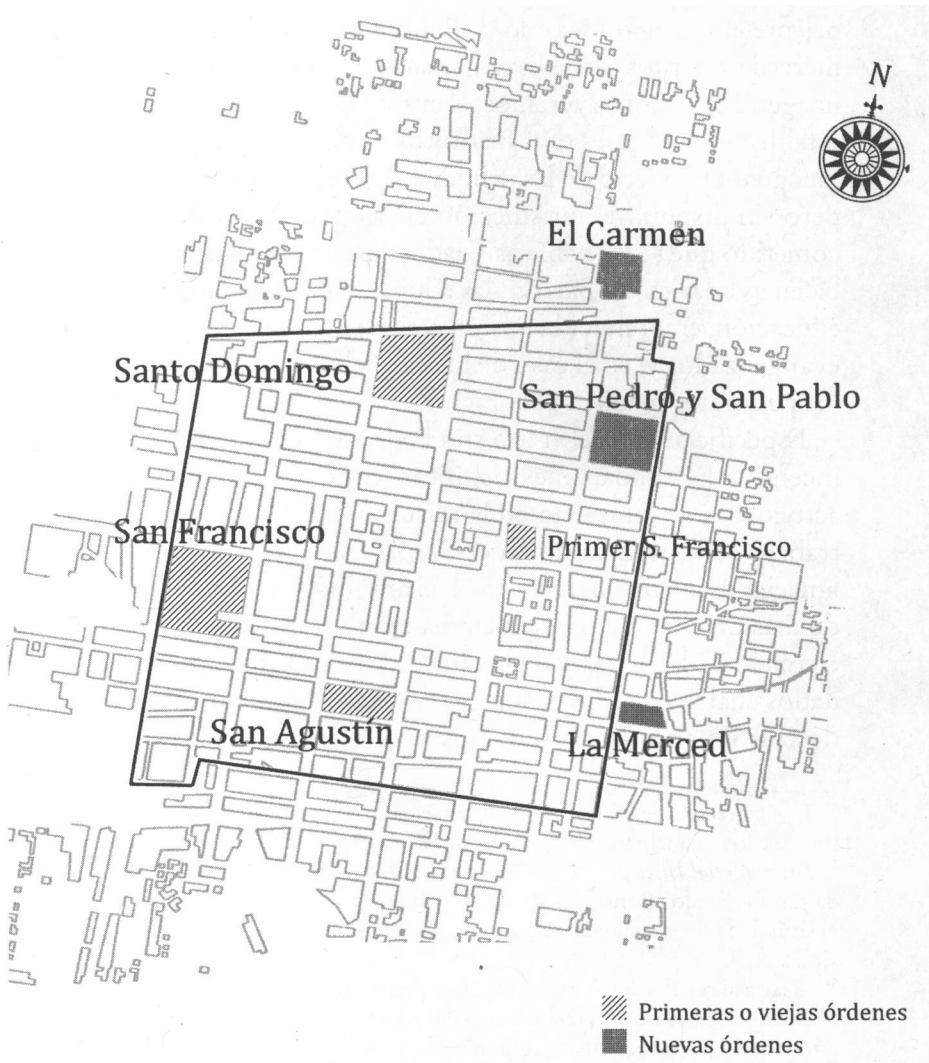 N
El Carmen
Santo Domingo
San Pedro y San Pablo
San Francisco
Primer S. Francisco
San Agustín
La Merced
Primeras o viejas órdenes
Nuevas órdenes